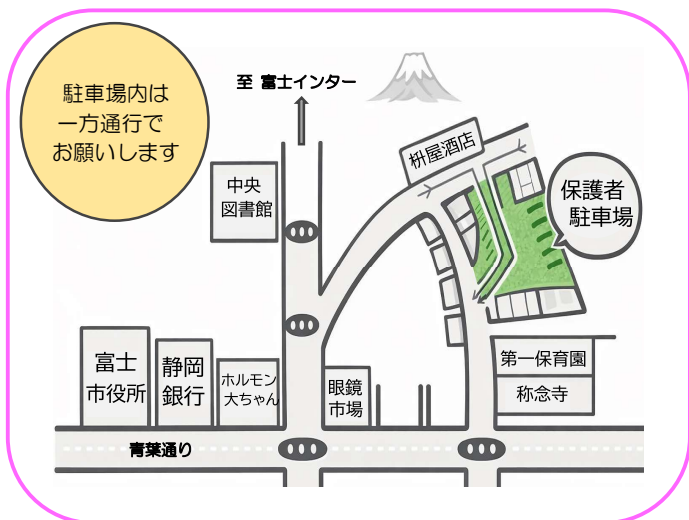 駐車場内は
一方通行で
お願いします
至 富士インター
枡屋酒店
中央
図書館
保護者
駐車場
富士
市役所
静岡
銀行
ホルモン
大ちゃん
眼鏡
市場
第一保育園
称念寺
青葉通り